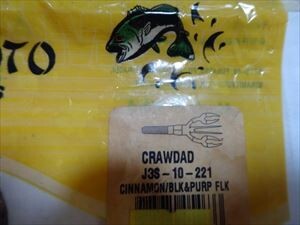 TO
CRAWDAD
J3S-10-221
CINNAMON/BLK&PURP FLK